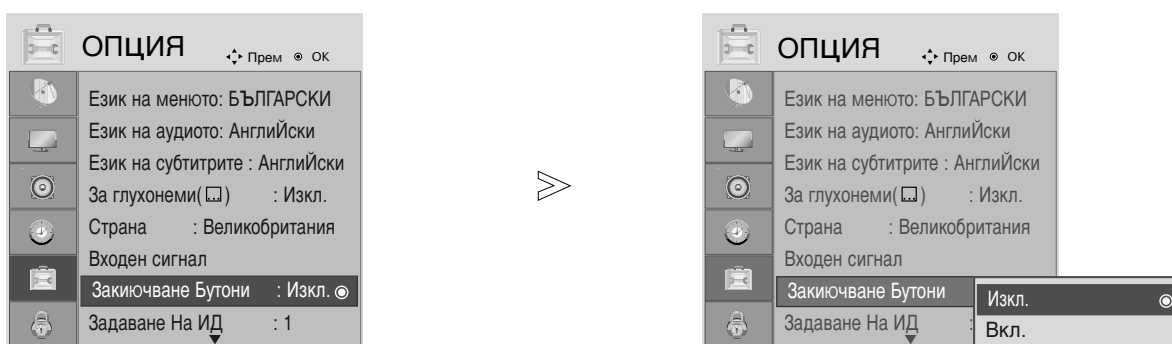 ОПЦИЯ
Прем ОК
Език на менюто: БЪЛГАРСКИ
Език на аудиото: АнглиЙски
Език на субтитрите : АнглиЙски
За глухонеми( ) : Изкл.
Страна : Великобритания
Входен сигнал
Закиючване Бутони : Изкл.
Задаване На ИД : 1
ОПЦИЯ
Прем ОК
Език на менюто: БЪЛГАРСКИ
Език на аудиото: АнглиЙски
Език на субтитрите : АнглиЙски
За глухонеми( ) : Изкл.
Страна : Великобритания
Входен сигнал
Закиючване Бутони
Изкл.
Задаване На ИД :
Вкл.